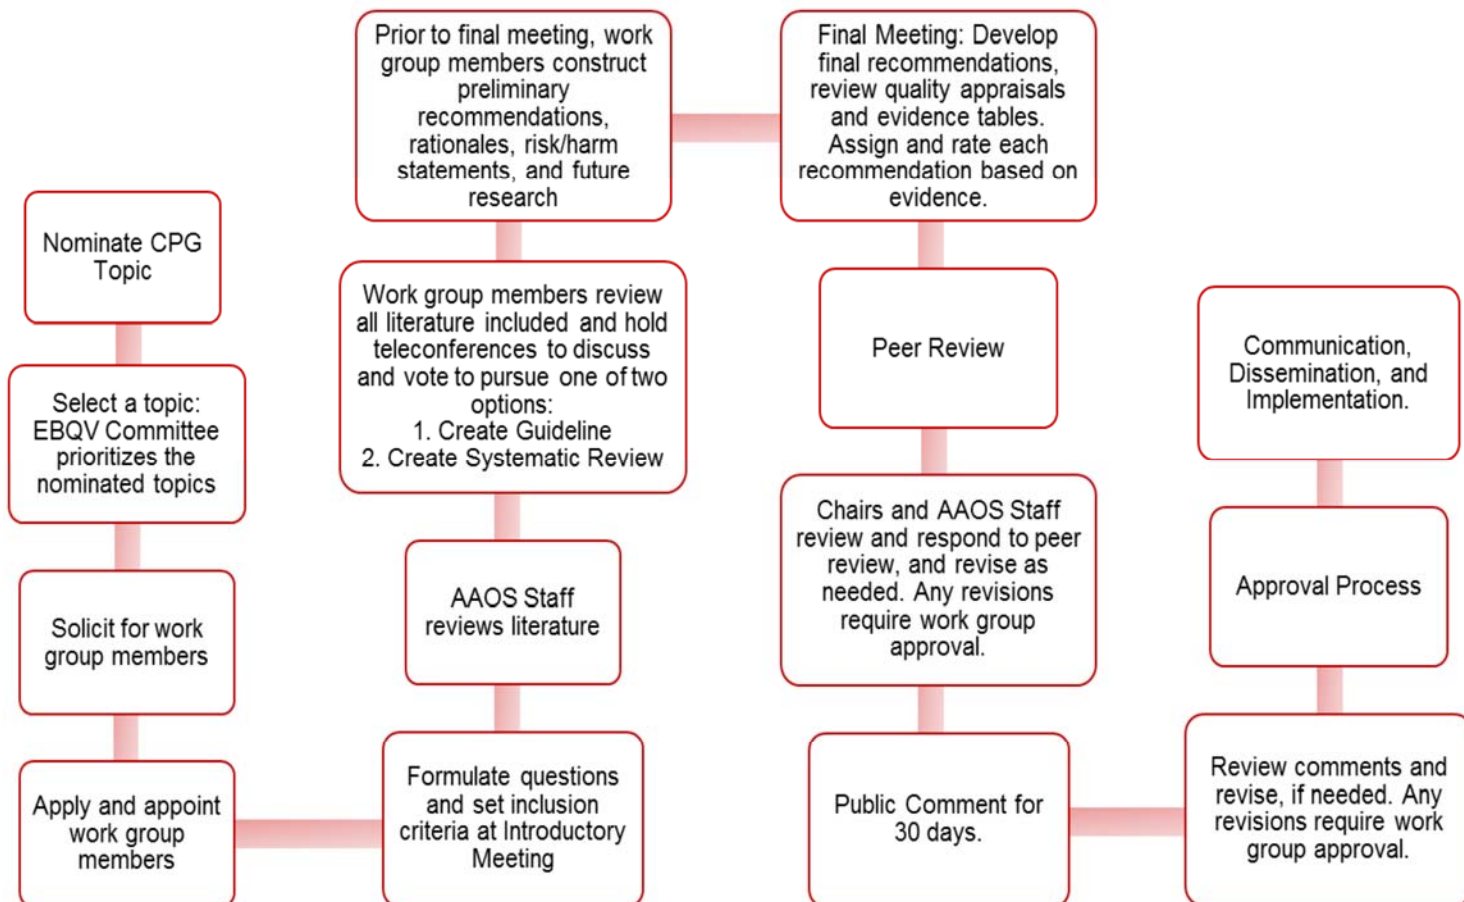 Nominate CPG
Topic
Select a topic:
EBQV Committee
prioritizes the
nominated topics
Solicit for work
group members
Apply and appoint
work group
members
Formulate questions
and set inclusion
criteria at Introductory
Meeting
AAOS Staff
reviews literature
Work group members review
all literature included and hold
teleconferences to discuss
and vote to pursue one of two
options:
1. Create Guideline
2. Create Systematic Review
Prior to final meeting, work
group members construct
preliminary
recommendations,
rationales, risk/harm
statements, and future
research
Final Meeting: Develop
final recommendations,
review quality appraisals
and evidence tables.
Assign and rate each
recommendation based on
evidence.
Peer Review
Chairs and AAOS Staff
review and respond to peer
review, and revise as
needed. Any revisions
require work group
approval.
Public Comment for
30 days.
Review comments and
revise, if needed. Any
revisions require work
group approval.
Approval Process
Communication,
Dissemination, and
Implementation.